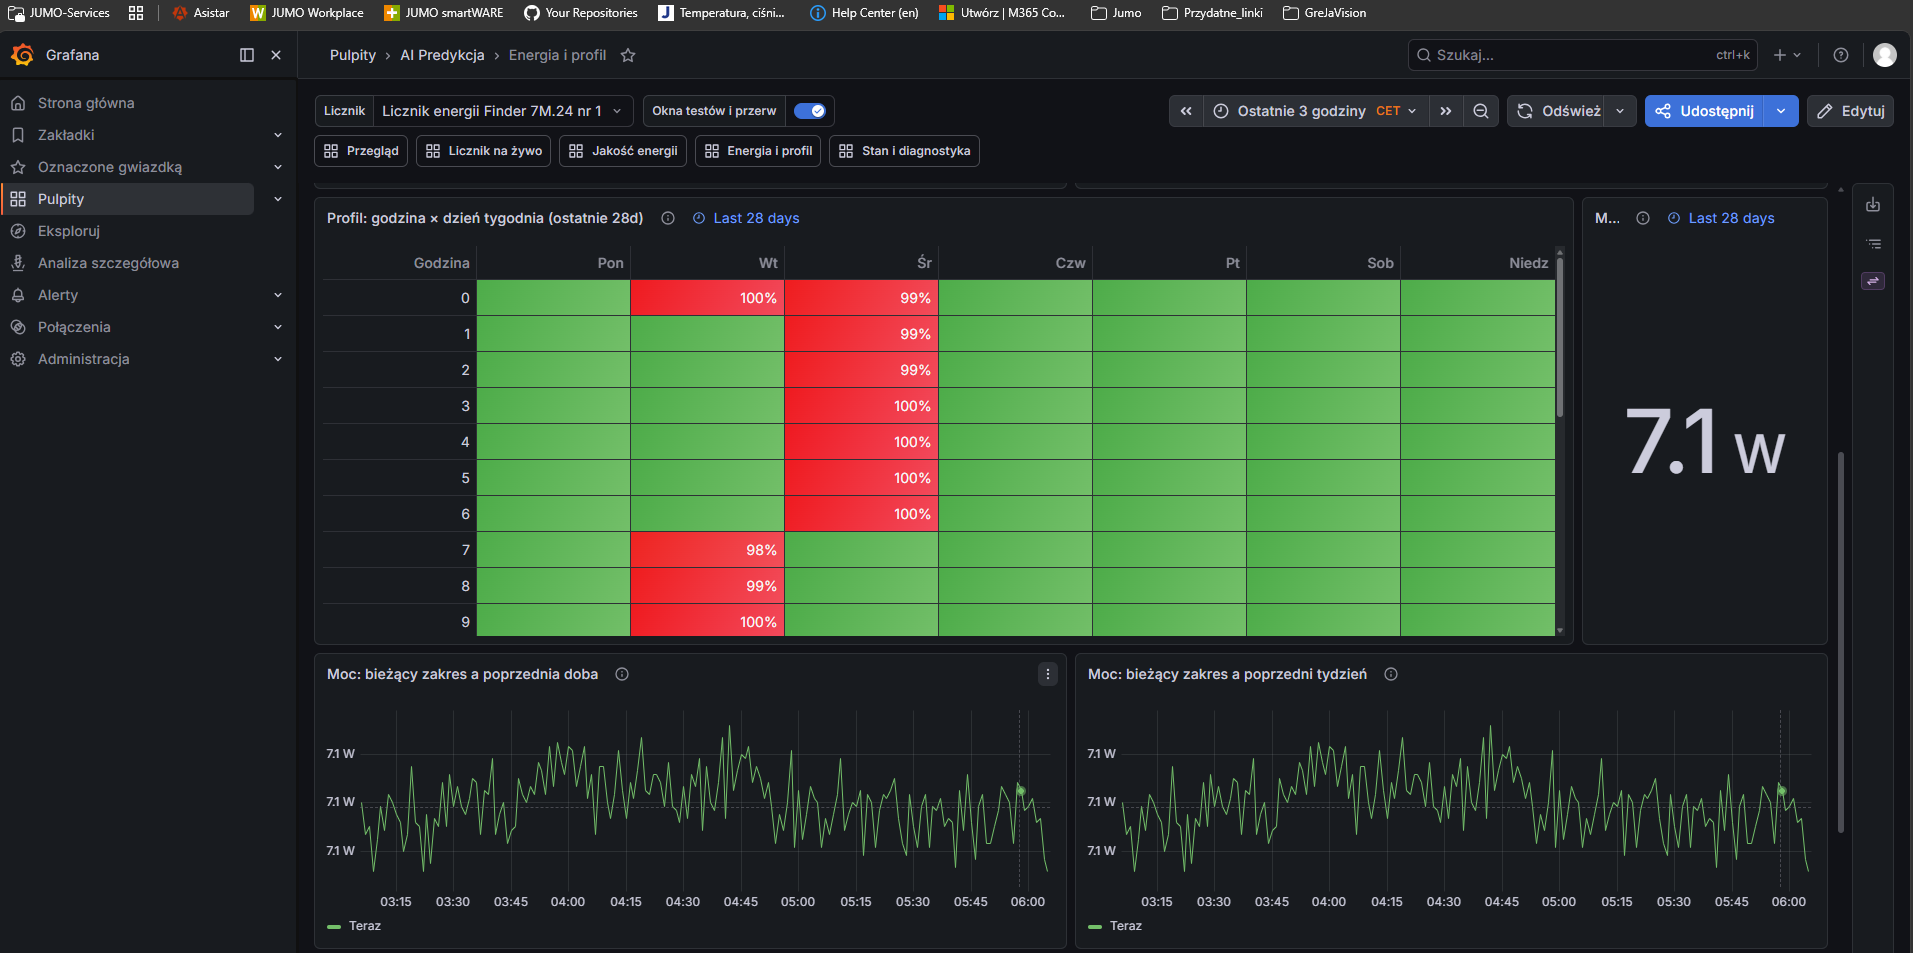 JUMO-Services Asistar JUMO Workplace JUMO smartWARE Your Repositories Temperatura, ciśni... Help Center (en) Utwórz | M365 Co... Jumo Przydatne_linki GreJaVision
Grafana
Pulpity › AI Predykcja › Energia i profil
Szukaj... ctrl+k
Strona główna
Zakładki
Oznaczone gwiazdką
Pulpity
Eksploruj
Analiza szczegółowa
Alerty
Połączenia
Administracja
Licznik Licznik energii Finder 7M.24 nr 1 Okna testów i przerw
Ostatnie 3 godziny CET Odśwież Udostępnij Edytuj
Przegląd Licznik na żywo Jakość energii Energia i profil Stan i diagnostyka
Profil: godzina × dzień tygodnia (ostatnie 28d) Last 28 days
Godzina Pon Wt Śr Czw Pt Sob Niedz
0 100% 99%
1 99%
2 99%
3 100%
4 100%
5 100%
6 100%
7 98%
8 99%
9 100%
M... Last 28 days
7.1 W
Moc: bieżący zakres a poprzednia doba
7.1 W
7.1 W
7.1 W
03:15 03:30 03:45 04:00 04:15 04:30 04:45 05:00 05:15 05:30 05:45 06:00
Teraz
Moc: bieżący zakres a poprzedni tydzień
7.1 W
7.1 W
7.1 W
03:15 03:30 03:45 04:00 04:15 04:30 04:45 05:00 05:15 05:30 05:45 06:00
Teraz